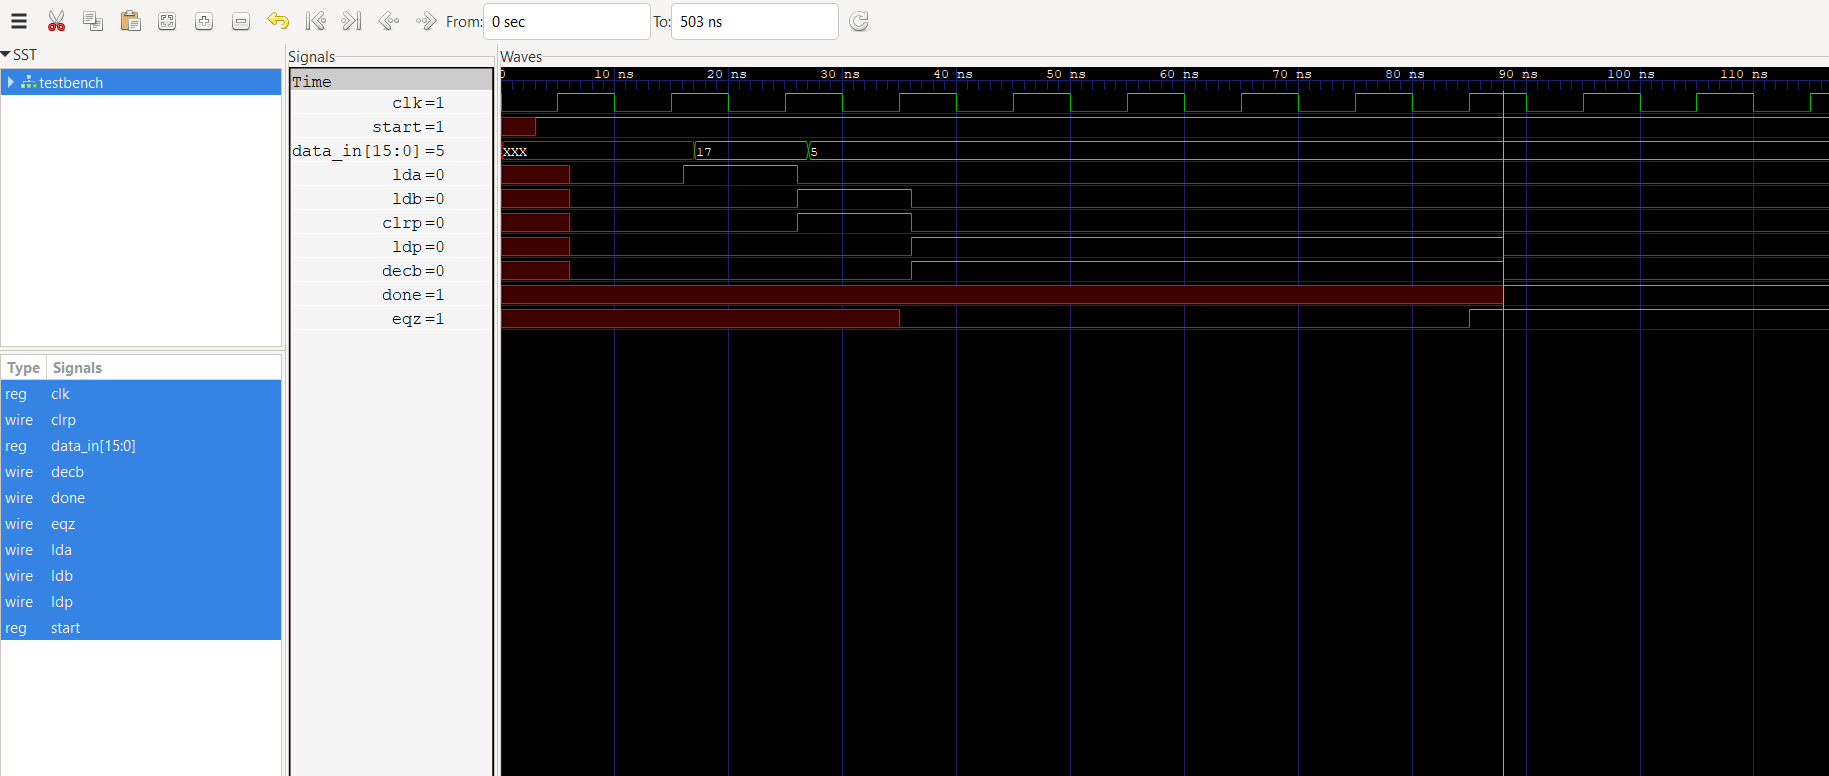 From: 0 sec To: 503 ns
SST
testbench
Type Signals
reg clk
wire clrp
reg data_in[15:0]
wire decb
wire done
wire eqz
wire lda
wire ldb
wire ldp
reg start
Signals
Time
clk=1
start=1
data_in[15:0]=5
lda=0
ldb=0
clrp=0
ldp=0
decb=0
done=1
eqz=1
Waves
0 10 ns 20 ns 30 ns 40 ns 50 ns 60 ns 70 ns 80 ns 90 ns 100 ns 110 ns
xxx 17 5